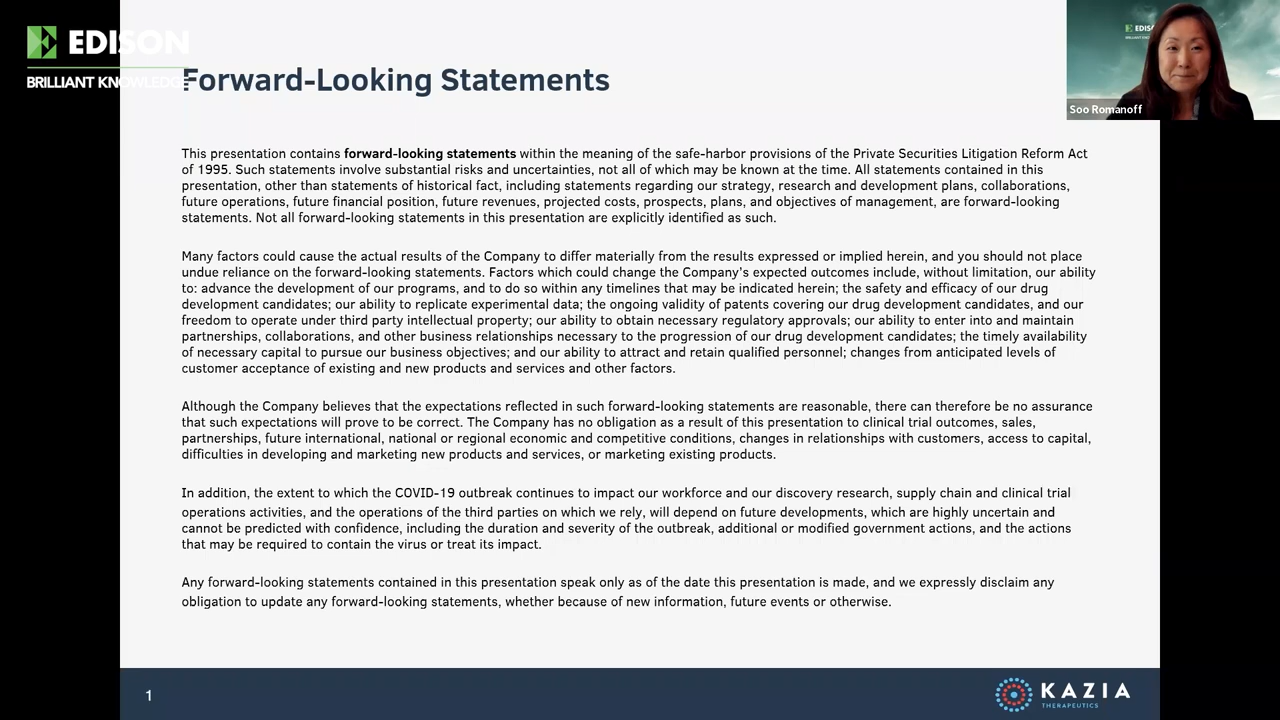 EDISON
BRILLIANT KNOWLEDGE
Forward-Looking Statements
Soo Romanoff
This presentation contains forward-looking statements within the meaning of the safe-harbor provisions of the Private Securities Litigation Reform Act
of 1995. Such statements involve substantial risks and uncertainties, not all of which may be known at the time. All statements contained in this
presentation, other than statements of historical fact, including statements regarding our strategy, research and development plans, collaborations,
future operations, future financial position, future revenues, projected costs, prospects, plans, and objectives of management, are forward-looking
statements. Not all forward-looking statements in this presentation are explicitly identified as such.
Many factors could cause the actual results of the Company to differ materially from the results expressed or implied herein, and you should not place
undue reliance on the forward-looking statements. Factors which could change the Company's expected outcomes include, without limitation, our ability
to: advance the development of our programs, and to do so within any timelines that may be indicated herein; the safety and efficacy of our drug
development candidates; our ability to replicate experimental data; the ongoing validity of patents covering our drug development candidates, and our
freedom to operate under third party intellectual property; our ability to obtain necessary regulatory approvals; our ability to enter into and maintain
partnerships, collaborations, and other business relationships necessary to the progression of our drug development candidates; the timely availability
of necessary capital to pursue our business objectives; and our ability to attract and retain qualified personnel; changes from anticipated levels of
customer acceptance of existing and new products and services and other factors.
Although the Company believes that the expectations reflected in such forward-looking statements are reasonable, there can therefore be no assurance
that such expectations will prove to be correct. The Company has no obligation as a result of this presentation to clinical trial outcomes, sales,
partnerships, future international, national or regional economic and competitive conditions, changes in relationships with customers, access to capital,
difficulties in developing and marketing new products and services, or marketing existing products.
In addition, the extent to which the COVID-19 outbreak continues to impact our workforce and our discovery research, supply chain and clinical trial
operations activities, and the operations of the third parties on which we rely, will depend on future developments, which are highly uncertain and
cannot be predicted with confidence, including the duration and severity of the outbreak, additional or modified government actions, and the actions
that may be required to contain the virus or treat its impact.
Any forward-looking statements contained in this presentation speak only as of the date this presentation is made, and we expressly disclaim any
obligation to update any forward-looking statements, whether because of new information, future events or otherwise.
1
KAZIA
THERAPEUTICS